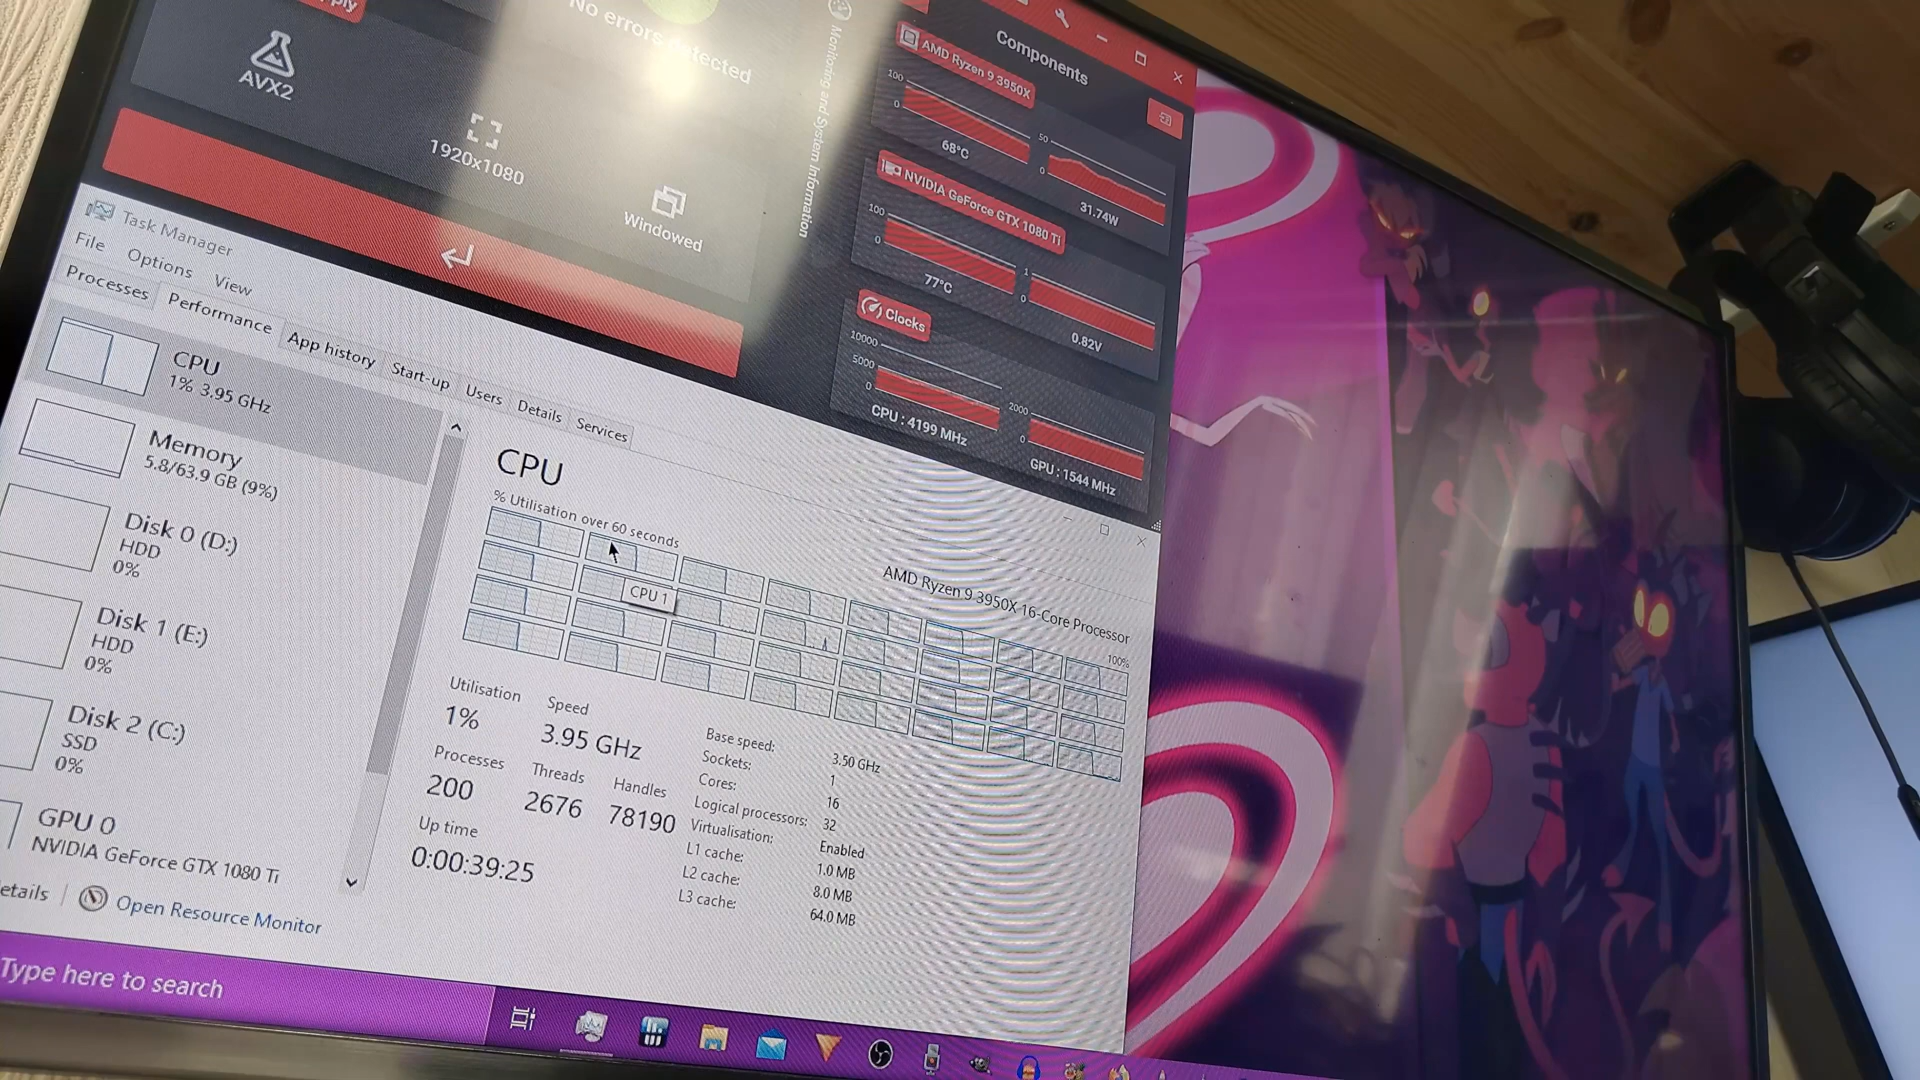 No errors detected
AVX2
1920x1080
Windowed
Monitoring and System Information
Components
AMD Ryzen 9 3950X
100
0
50
0
68°C
31.74W
NVIDIA GeForce GTX 1080 Ti
100
0
1
0
77°C
0.82V
Clocks
10000
5000
0
2000
0
CPU : 4199 MHz
GPU : 1544 MHz
Task Manager
File Options View
Processes Performance App history Start-up Users Details Services
CPU
1% 3.95 GHz
Memory
5.8/63.9 GB (9%)
Disk 0 (D:)
HDD
0%
Disk 1 (E:)
HDD
0%
Disk 2 (C:)
SSD
0%
GPU 0
NVIDIA GeForce GTX 1080 Ti
CPU
AMD Ryzen 9 3950X 16-Core Processor
% Utilisation over 60 seconds
100%
CPU 1
Utilisation
1%
Speed
3.95 GHz
Processes
200
Threads
2676
Handles
78190
Up time
0:00:39:25
Base speed: 3.50 GHz
Sockets: 1
Cores: 16
Logical processors: 32
Virtualisation: Enabled
L1 cache: 1.0 MB
L2 cache: 8.0 MB
L3 cache: 64.0 MB
etails
Open Resource Monitor
Type here to search